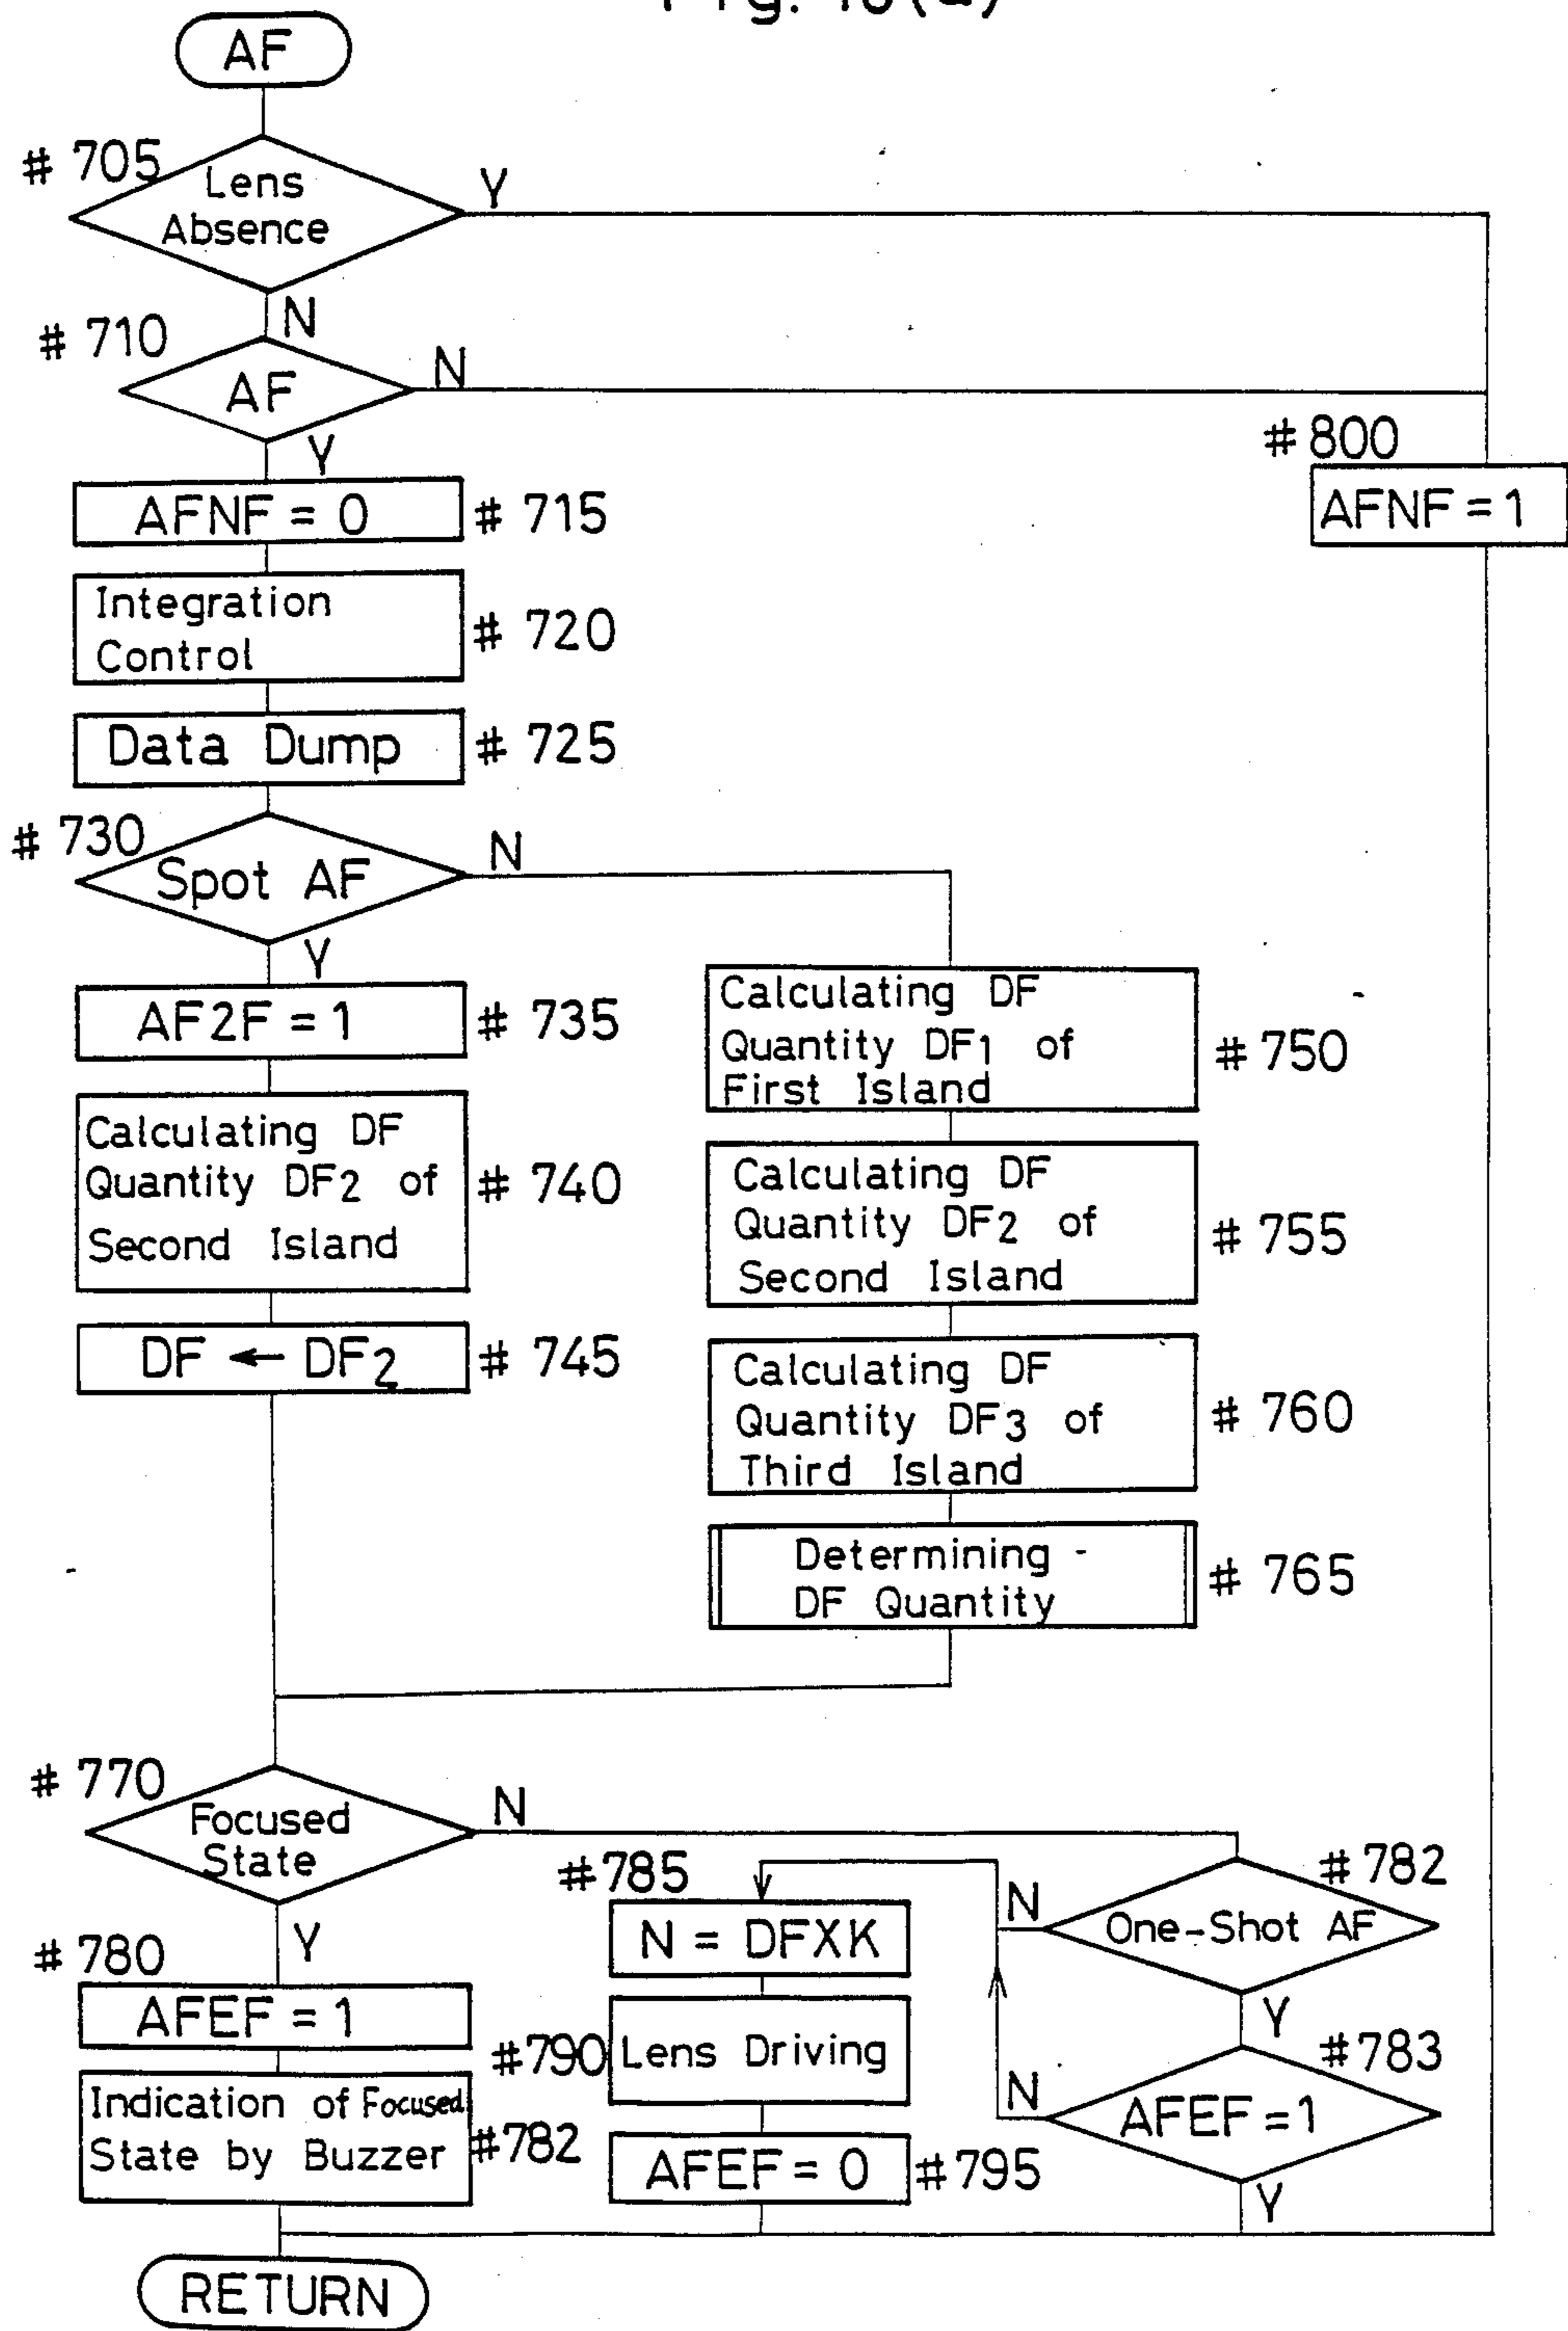 AF
# 705
Lens
Absence
Y
N
# 710
AF
N
Y
# 800
AFNF = 1
AFNF = 0
# 715
Integration
Control
# 720
Data Dump
# 725
# 730
Spot AF
N
Y
AF2F = 1
# 735
Calculating DF
Quantity DF2 of
Second Island
# 740
DF ← DF2
# 745
Calculating DF
Quantity DF1 of
First Island
# 750
Calculating DF
Quantity DF2 of
Second Island
# 755
Calculating DF
Quantity DF3 of
Third Island
# 760
Determining
DF Quantity
# 765
# 770
Focused
State
N
Y
# 780
AFEF = 1
Indication of Focused
State by Buzzer
#782
#785
N = DFXK
#790
Lens Driving
AFEF = 0
#795
#782
One-Shot AF
N
Y
#783
AFEF = 1
N
Y
RETURN